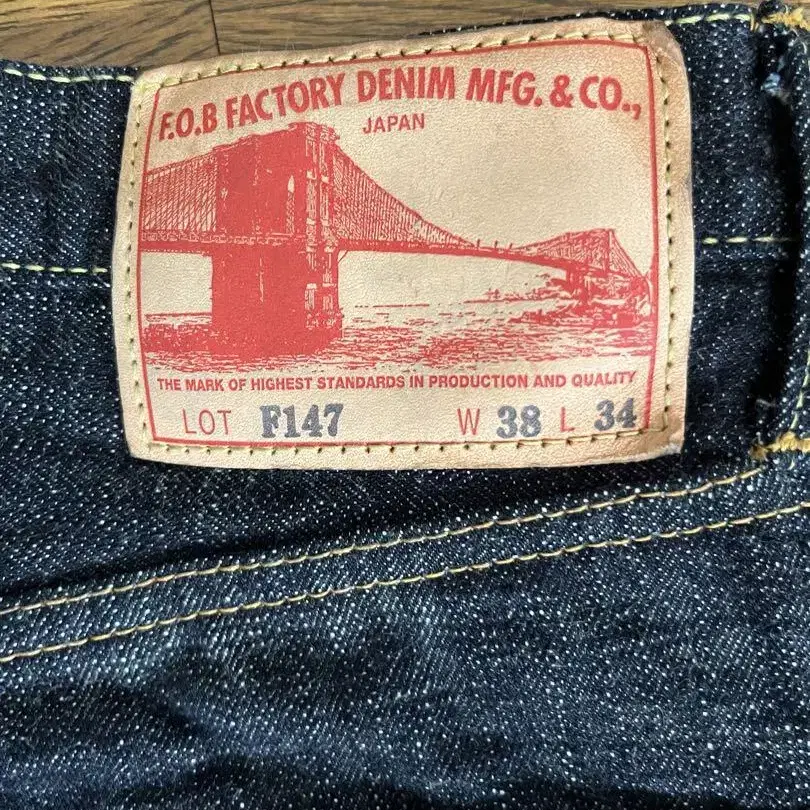 F.O.B FACTORY DENIM MFG. & CO.,
JAPAN
THE MARK OF HIGHEST STANDARDS IN PRODUCTION AND QUALITY
LOT F147 W 38 L 34